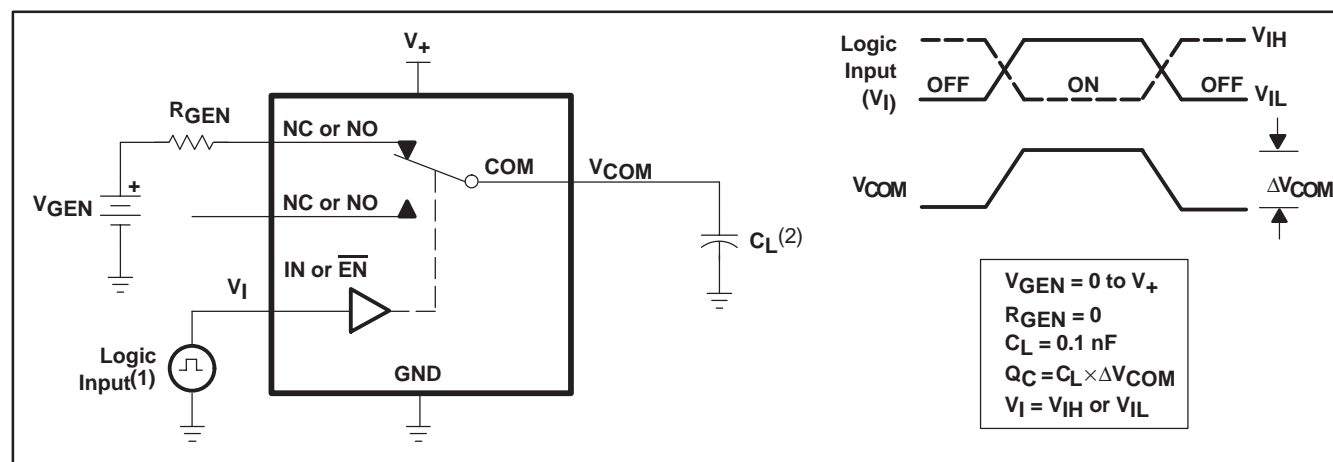 V+
RGEN
NC or NO
COM
VCOM
VGEN
+
NC or NO
CL(2)
IN or EN
VI
Logic
Input(1)
GND
Logic
Input
(VI)
OFF
ON
OFF
VIH
VIL
VCOM
ΔVCOM
VGEN = 0 to V+
RGEN = 0
CL = 0.1 nF
QC = CL × ΔVCOM
VI = VIH or VIL